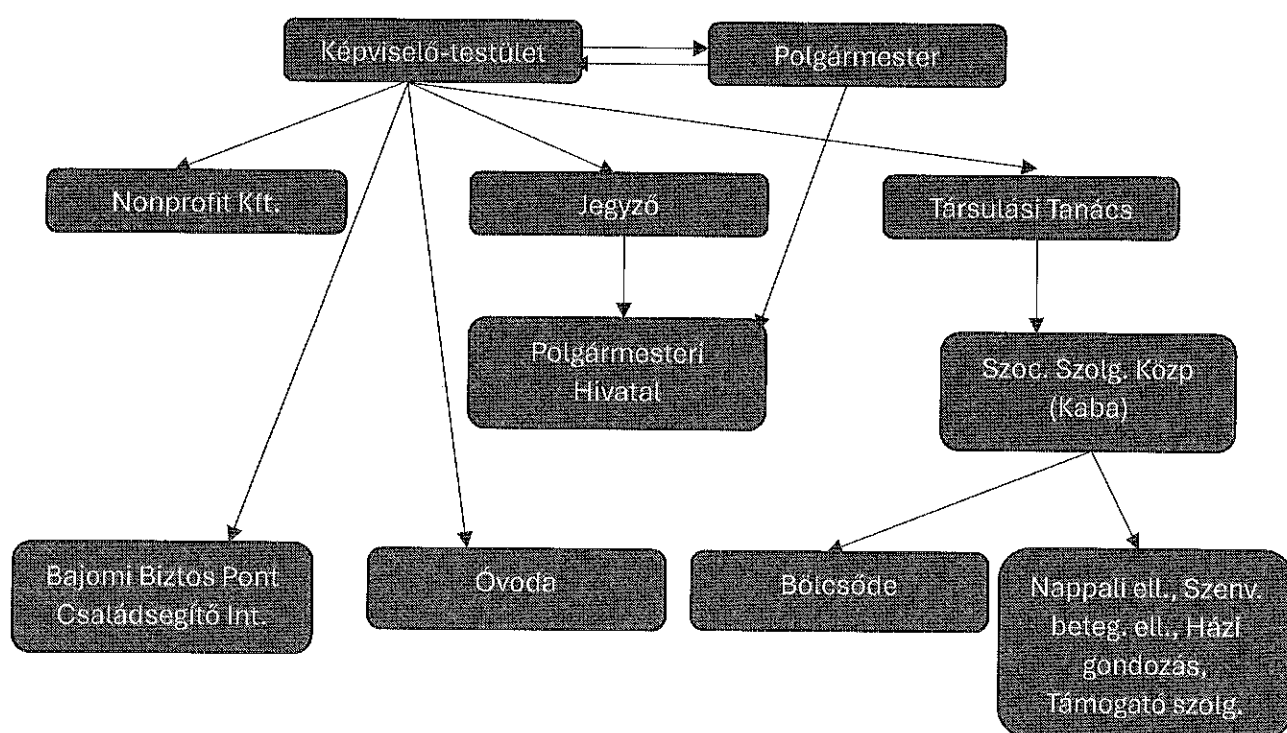 Képviselő-testület
Polgármester
Nonprofit Kft.
Jegyző
Társulási Tanács
Polgármesteri
Hivatal
Szoc. Szolg. Közp
(Kaba)
Bajomi Biztos Pont
Családsegítő Int.
Óvoda
Bölcsőde
Nappali ell., Szenv.
beteg. ell., Házi
gondozás,
Támogató szolg.